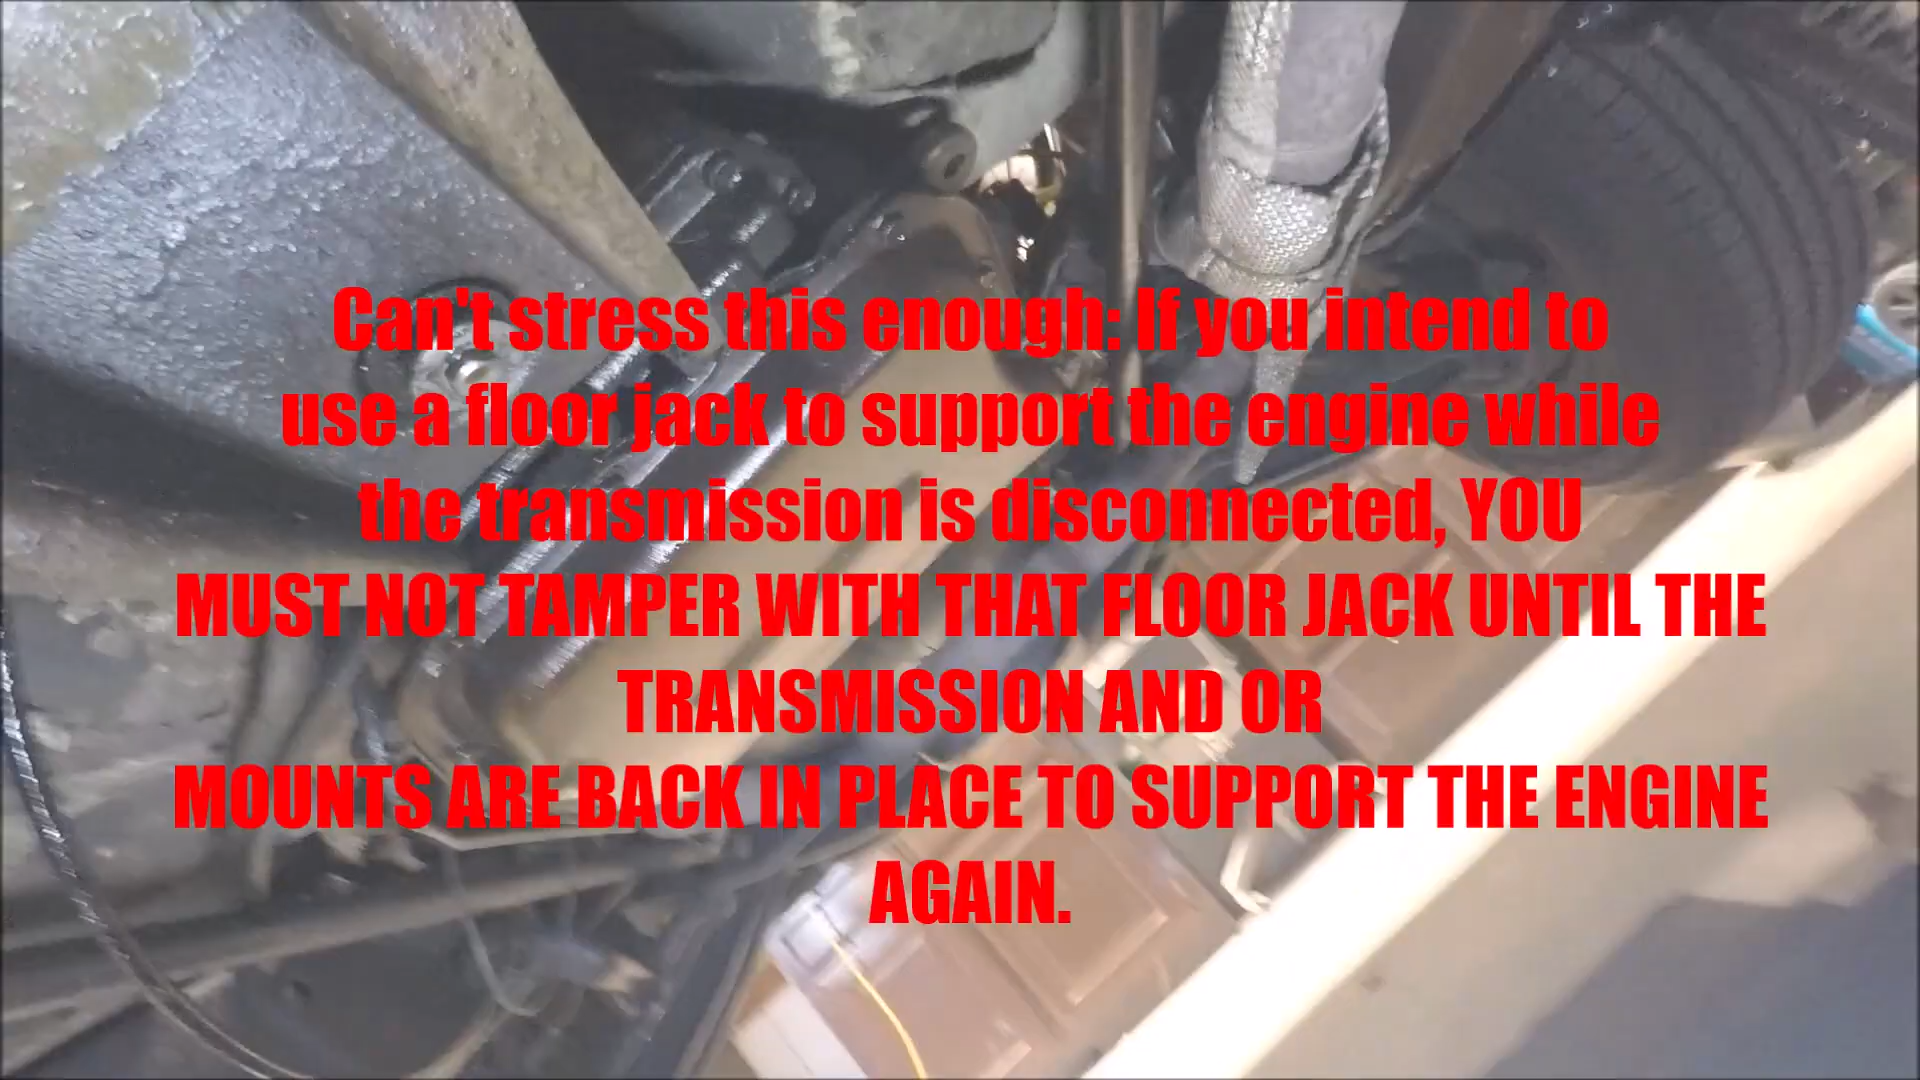 Can't stress this enough: If you intend to
use a floor jack to support the engine while
the transmission is disconnected, YOU
MUST NOT TAMPER WITH THAT FLOOR JACK UNTIL THE
TRANSMISSION AND OR
MOUNTS ARE BACK IN PLACE TO SUPPORT THE ENGINE
AGAIN.